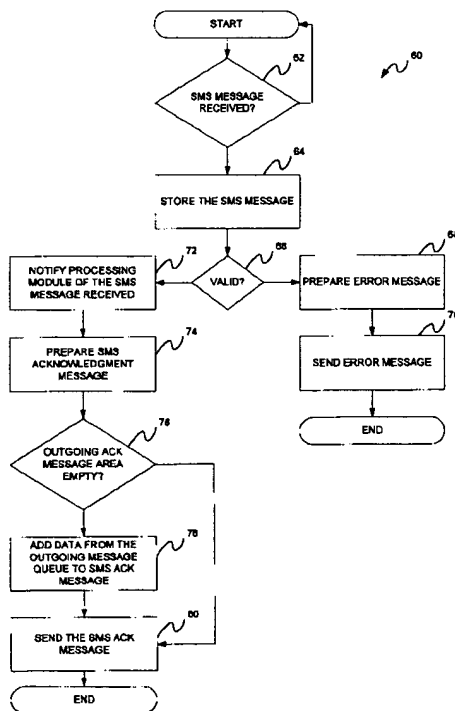 START
62
60
SMS MESSAGE
RECEIVED?
64
STORE THE SMS MESSAGE
66
VALID?
72
NOTIFY PROCESSING
MODULE OF THE SMS
MESSAGE RECEIVED
68
PREPARE ERROR MESSAGE
74
PREPARE SMS
ACKNOWLEDGMENT
MESSAGE
70
SEND ERROR MESSAGE
END
76
OUTGOING ACK
MESSAGE AREA
EMPTY?
78
ADD DATA FROM THE
OUTGOING MESSAGE
QUEUE TO SMS ACK
MESSAGE
80
SEND THE SMS ACK
MESSAGE
END